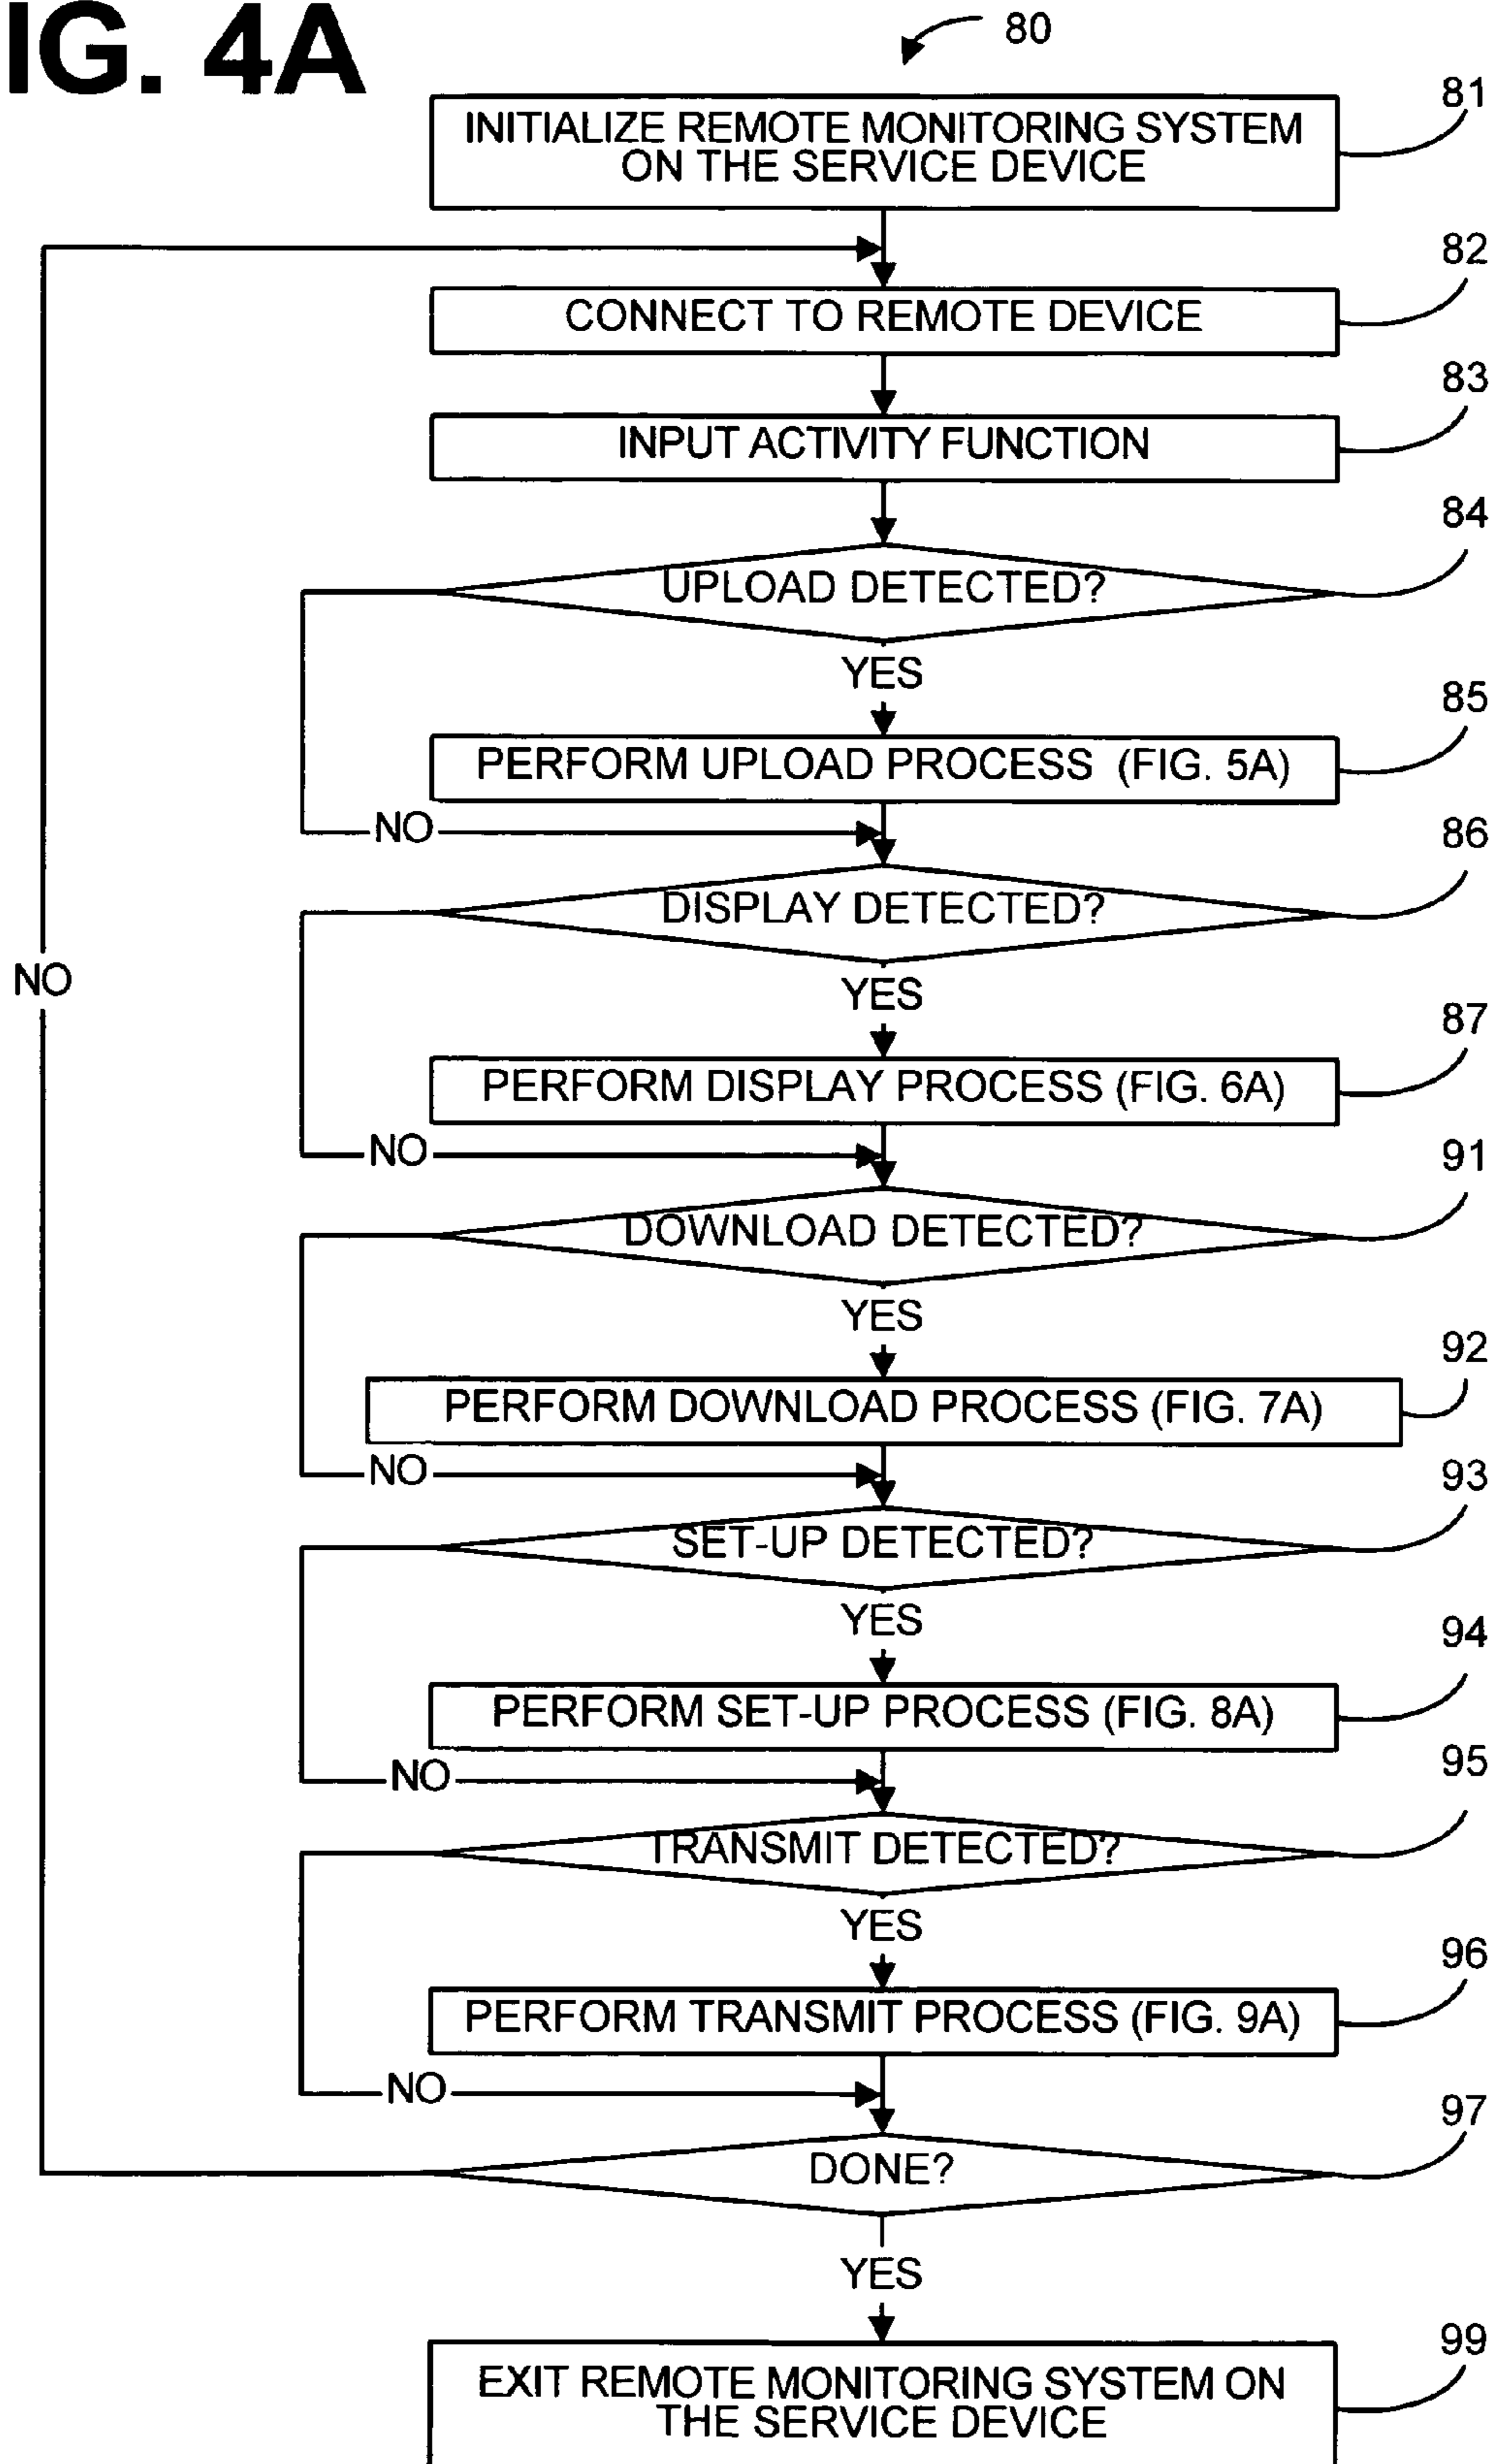 IG. 4A
80
81
INITIALIZE REMOTE MONITORING SYSTEM
ON THE SERVICE DEVICE
82
CONNECT TO REMOTE DEVICE
83
INPUT ACTIVITY FUNCTION
84
UPLOAD DETECTED?
YES
85
PERFORM UPLOAD PROCESS (FIG. 5A)
NO
86
DISPLAY DETECTED?
NO
YES
87
PERFORM DISPLAY PROCESS (FIG. 6A)
NO
91
DOWNLOAD DETECTED?
YES
92
PERFORM DOWNLOAD PROCESS (FIG. 7A)
NO
93
SET-UP DETECTED?
YES
94
PERFORM SET-UP PROCESS (FIG. 8A)
NO
95
TRANSMIT DETECTED?
YES
96
PERFORM TRANSMIT PROCESS (FIG. 9A)
NO
97
DONE?
YES
99
EXIT REMOTE MONITORING SYSTEM ON
THE SERVICE DEVICE